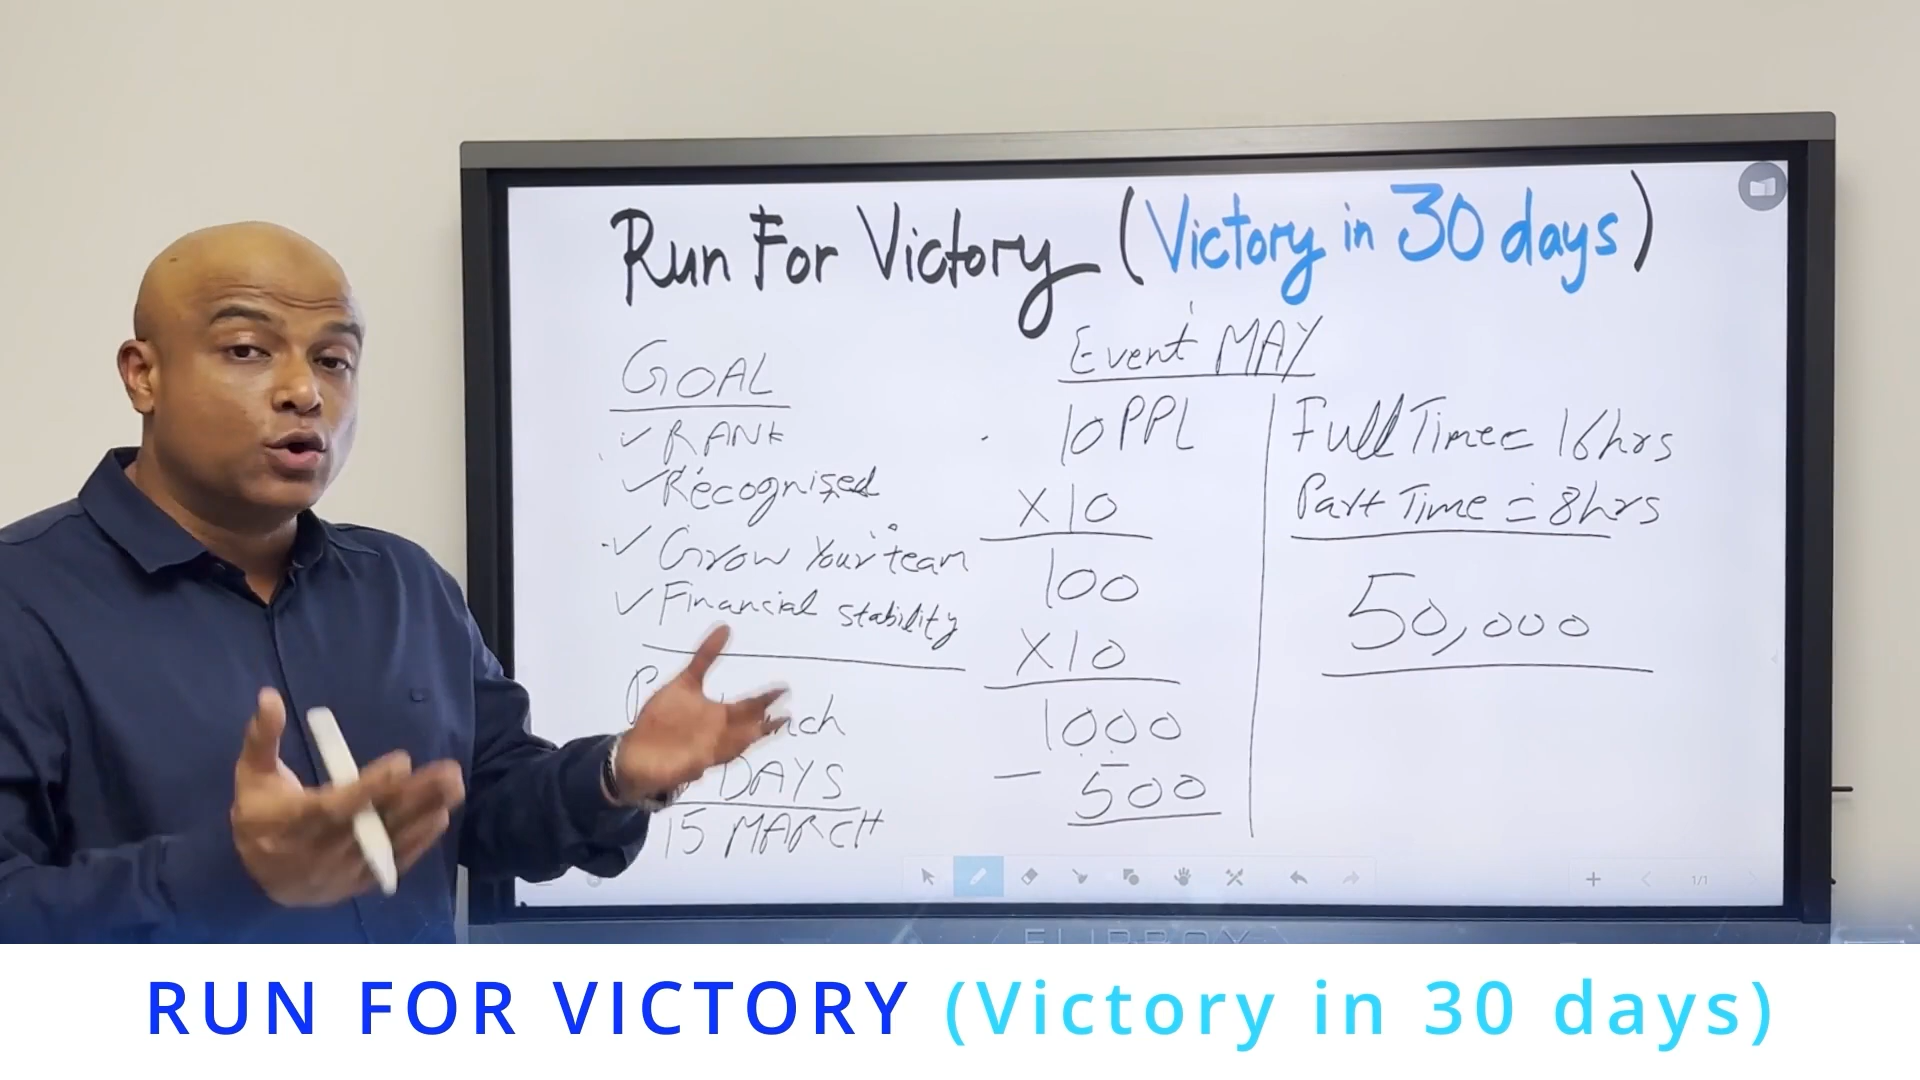 Run For Victory (Victory in 30 days)
GOAL
✓ RANK
✓ Recognised
✓ Grow Your team
✓ Financial stability
DAYS
15 MARCH
Event MAY
10 PPL
X10
100
X10
1000
- 500
Full Time = 16hrs
Part Time = 8hrs
50,000
1/1
RUN FOR VICTORY (Victory in 30 days)